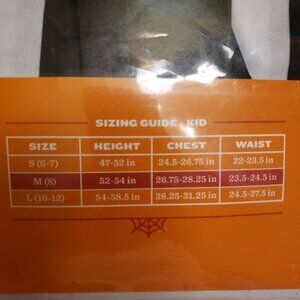 SIZING GUIDE • KID
SIZE HEIGHT CHEST WAIST
S (6-7) 47-52 in 24.5-26.75 in 22-23.5 in
M (8) 52-54 in 26.75-28.25 in 23.5-24.5 in
L (10-12) 54-58.5 in 28.25-31.25 in 24.5-27.5 in